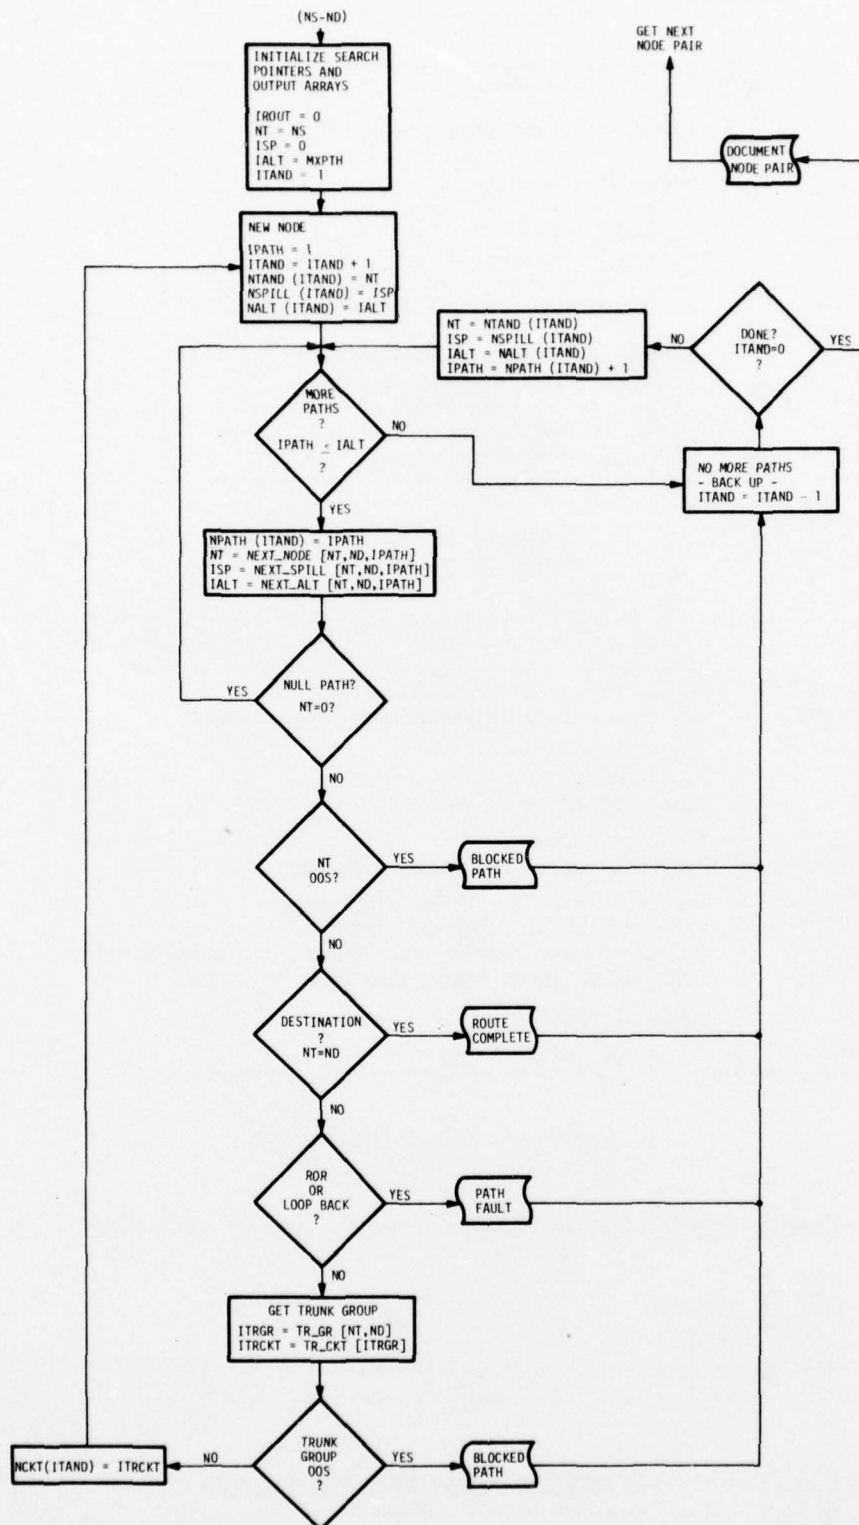 (NS-ND)
INITIALIZE SEARCH
POINTERS AND
OUTPUT ARRAYS
IROUT = 0
NT = NS
ISP = 0
IALT = MXPTH
ITAND = 1
GET NEXT
NODE PAIR
DOCUMENT
NODE PAIR
NEW NODE
IPATH = 1
ITAND = ITAND + 1
NTAND (ITAND) = NT
NSPILL (ITAND) = ISP
NALT (ITAND) = IALT
NT = NTAND (ITAND)
ISP = NSPILL (ITAND)
IALT = NALT (ITAND)
IPATH = NPATH (ITAND) + 1
NO
DONE?
ITAND=0
?
YES
MORE
PATHS
?
IPATH ≤ IALT
?
NO
YES
NO MORE PATHS
- BACK UP -
ITAND = ITAND - 1
NPATH (ITAND) = IPATH
NT = NEXT_NODE [NT,ND,IPATH]
ISP = NEXT_SPILL [NT,ND,IPATH]
IALT = NEXT_ALT [NT,ND,IPATH]
NULL PATH?
NT=0?
YES
NO
NT
OOS?
YES
BLOCKED
PATH
NO
DESTINATION
?
NT=ND
YES
ROUTE
COMPLETE
NO
ROR
OR
LOOP BACK
?
YES
PATH
FAULT
NO
GET TRUNK GROUP
ITRGR = TR_GR [NT,ND]
ITRCKT = TR_CKT [ITRGR]
NCKT(ITAND) = ITRCKT
NO
TRUNK
GROUP
OOS
?
YES
BLOCKED
PATH